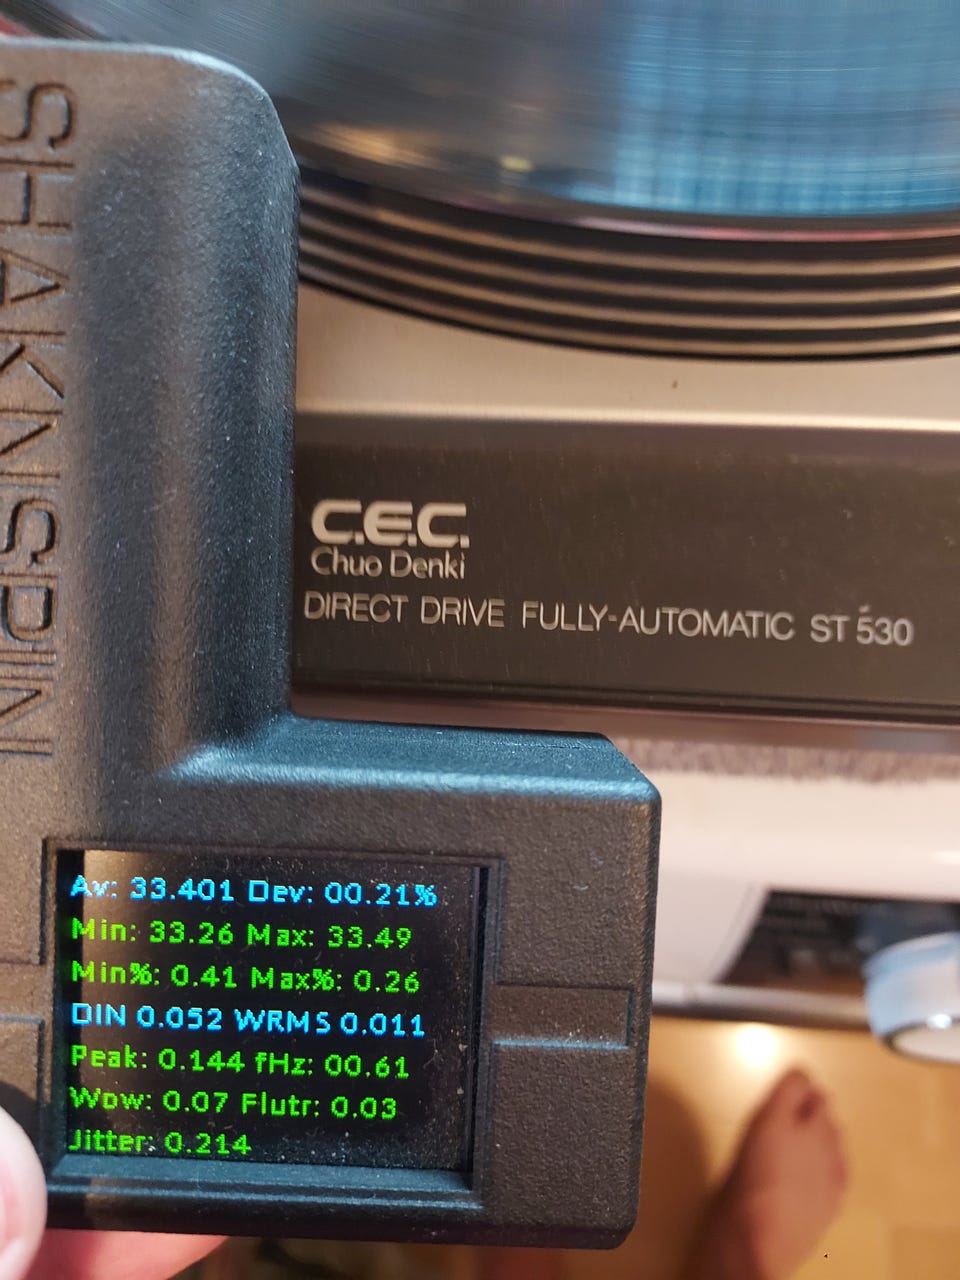 SHAKNSPIN
C.E.C.
Chuo Denki
DIRECT DRIVE FULLY-AUTOMATIC ST 530
Av: 33.401 Dev: 00.21%
Min: 33.26 Max: 33.49
Min%: 0.41 Max%: 0.26
DIN 0.052 WRMS 0.011
Peak: 0.144 fHz: 00.61
Wow: 0.07 Flutr: 0.03
Jitter: 0.214